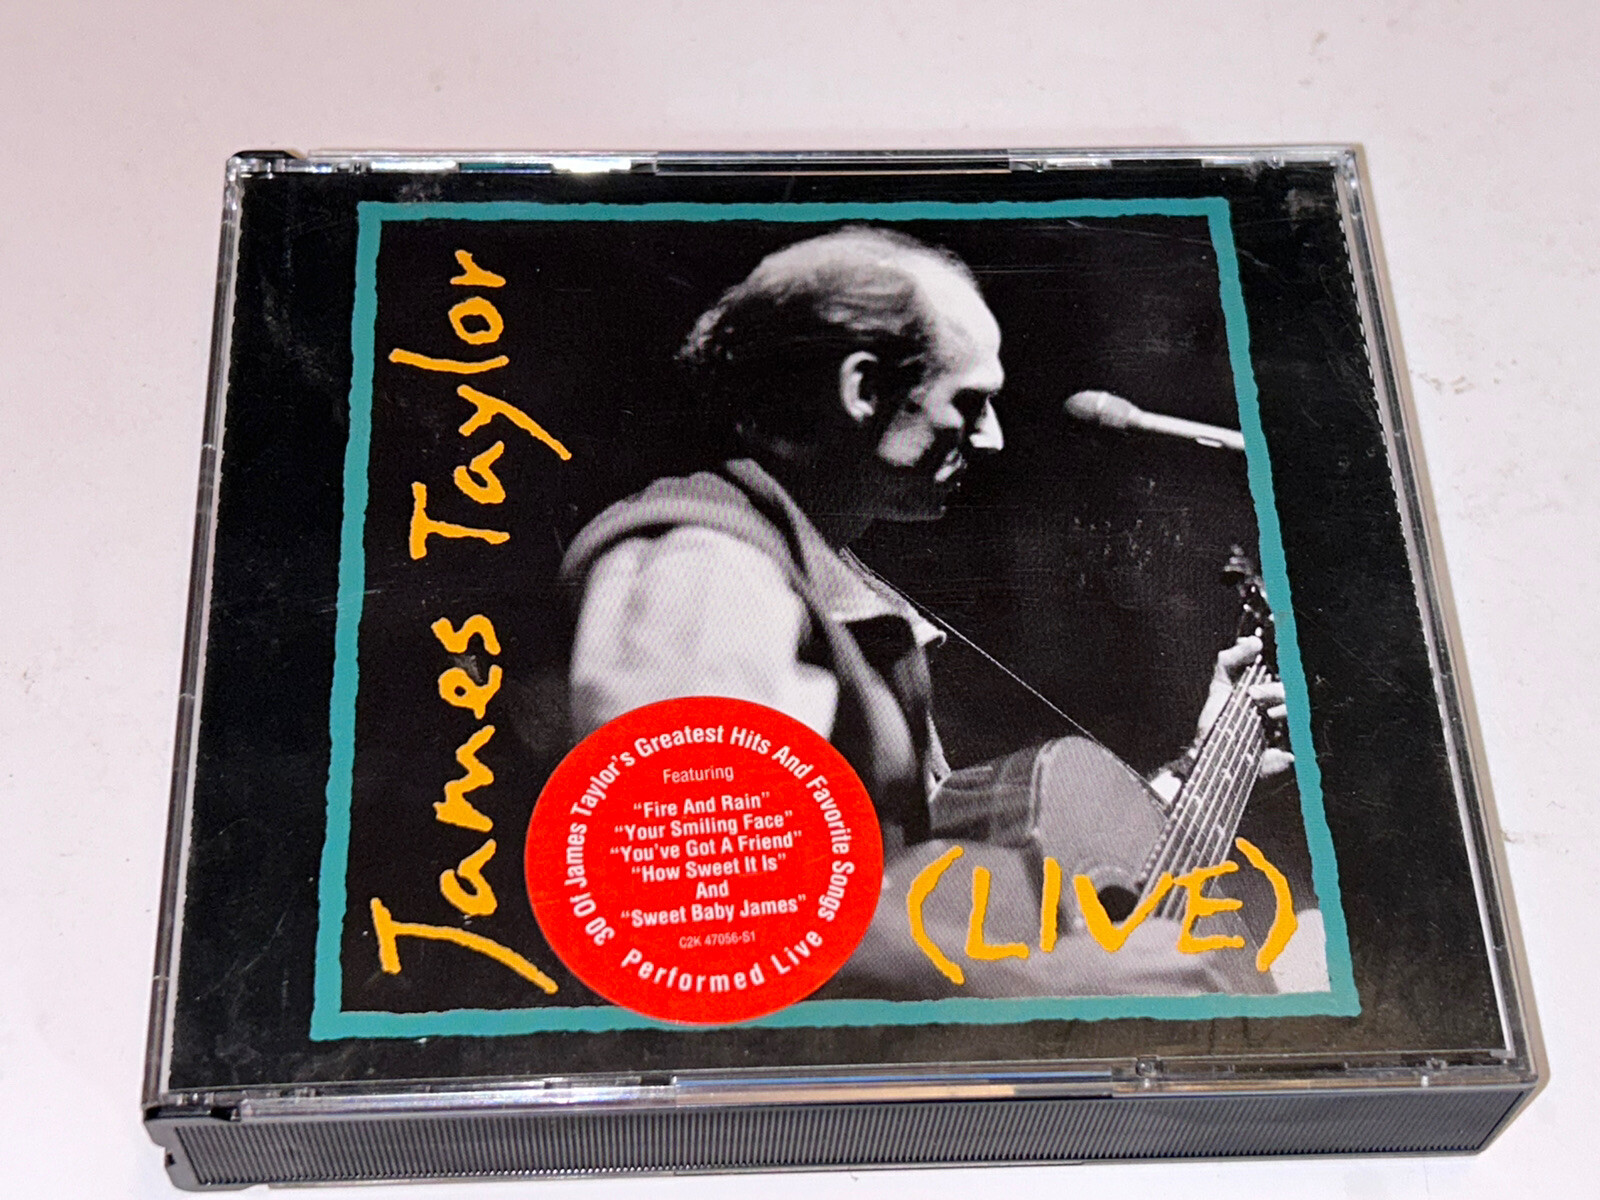 James Taylor
(LIVE)
30 Of James Taylor's Greatest Hits And Favorite Songs
Performed Live
Featuring
"Fire And Rain"
"Your Smiling Face"
"You've Got A Friend"
"How Sweet It Is"
And
"Sweet Baby James"
C2K 47056-S1